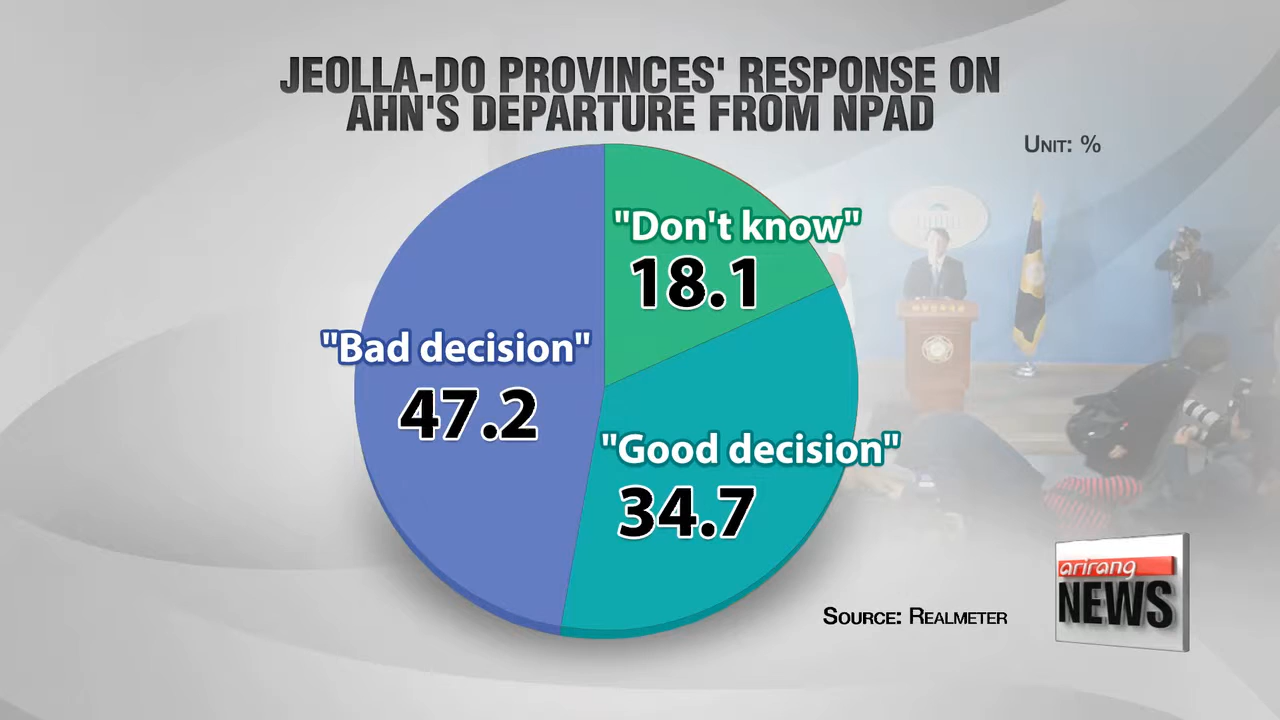 JEOLLA-DO PROVINCES' RESPONSE ON
AHN'S DEPARTURE FROM NPAD
UNIT: %
"Don't know"
18.1
"Bad decision"
47.2
"Good decision"
34.7
SOURCE: REALMETER
arirang
NEWS